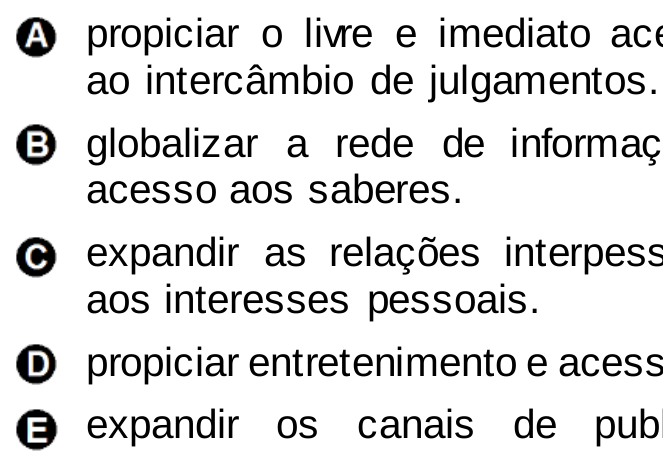 A propiciar o livre e imediato
ao intercâmbio de julgamentos.
B globalizar a rede de
acesso aos saberes.
C expandir as relações
aos interesses pessoais.
D propiciar entretenimento e
E expandir os canais de